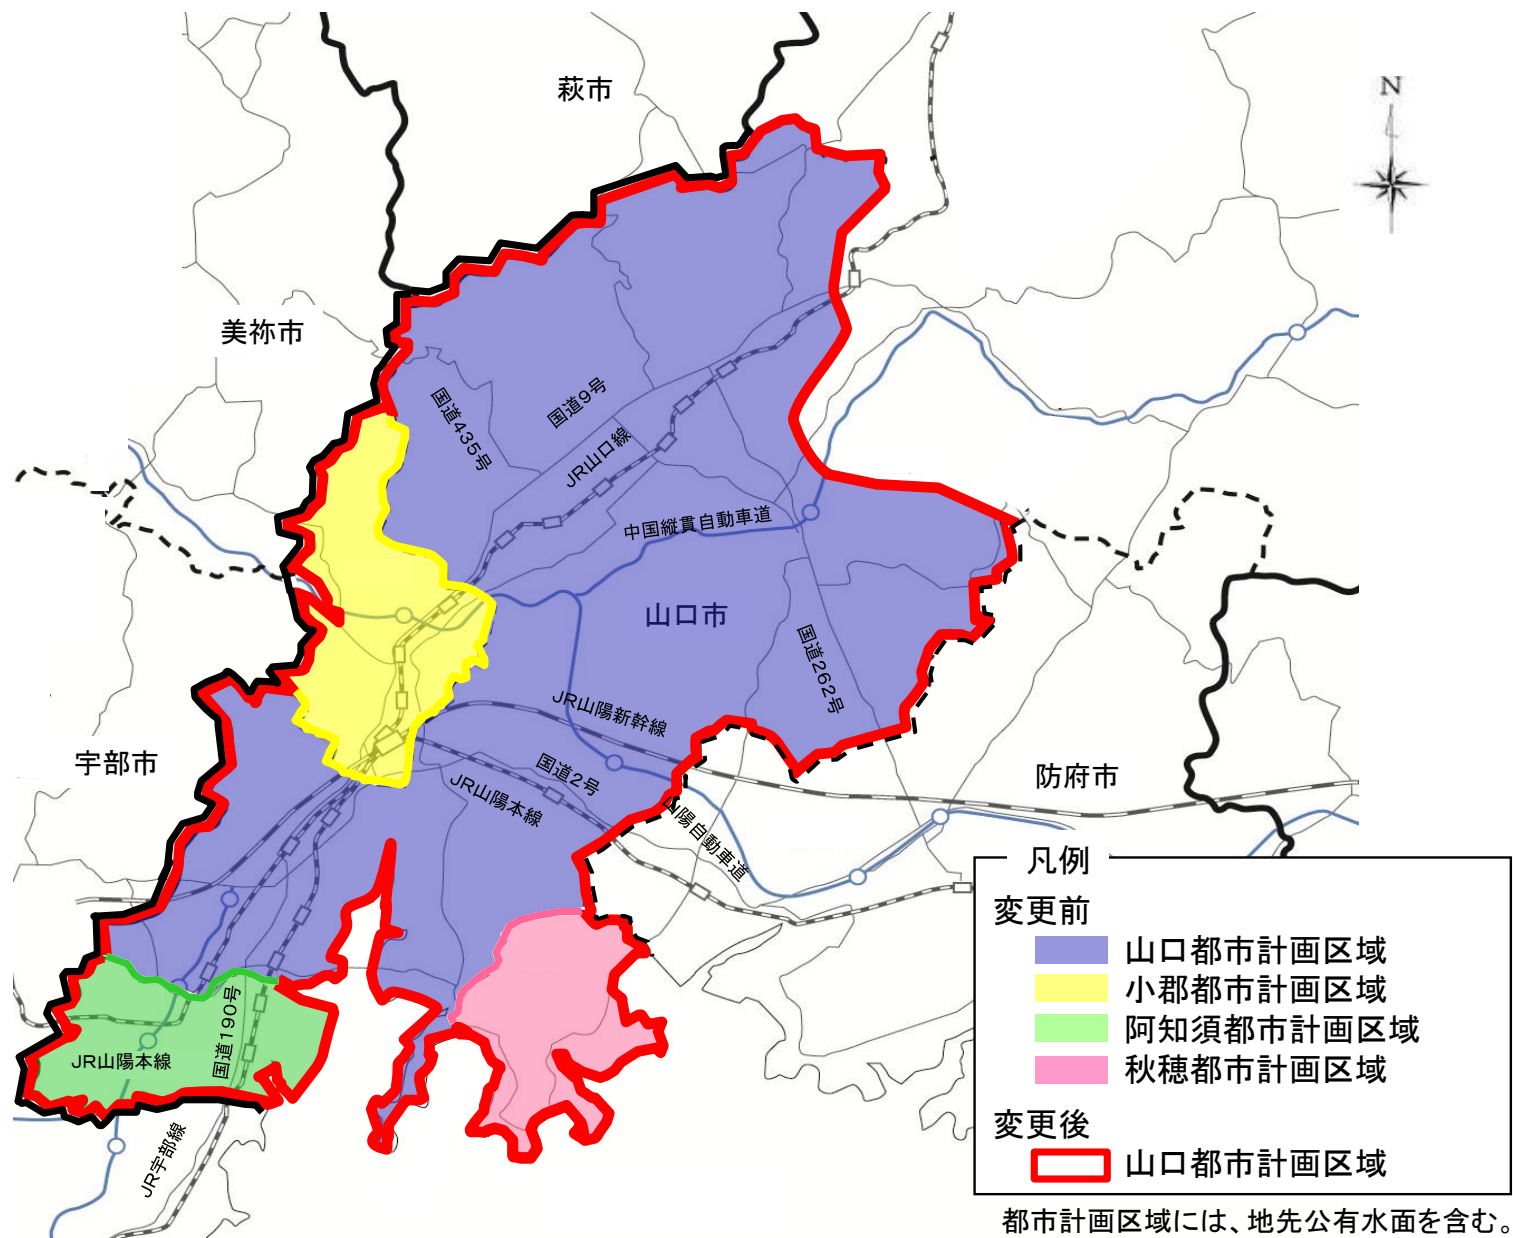 萩市
N
美祢市
国道9号
国道435号
JR山口線
中国縦貫自動車道
山口市
国道262号
JR山陽新幹線
宇部市
国道2号
JR山陽本線
防府市
山陽自動車道
国道190号
JR山陽本線
JR宇部線
凡例
変更前
山口都市計画区域
小郡都市計画区域
阿知須都市計画区域
秋穂都市計画区域
変更後
山口都市計画区域
都市計画区域には、地先公有水面を含む。